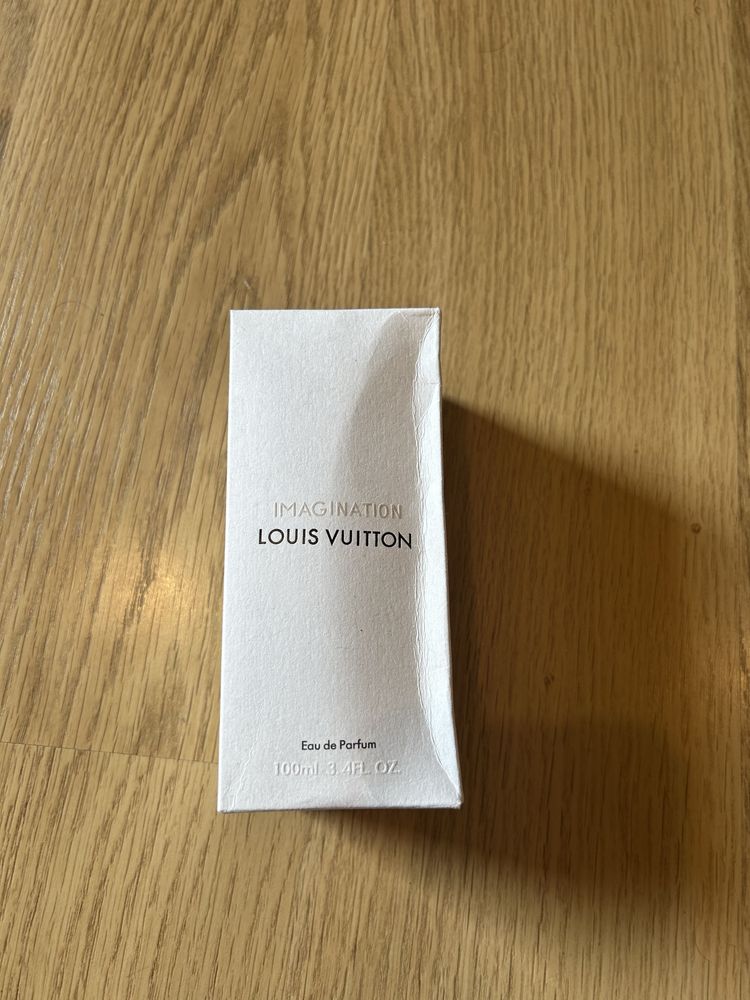 IMAGINATION
LOUIS VUITTON
Eau de Parfum
100ml 3.4FL. OZ.